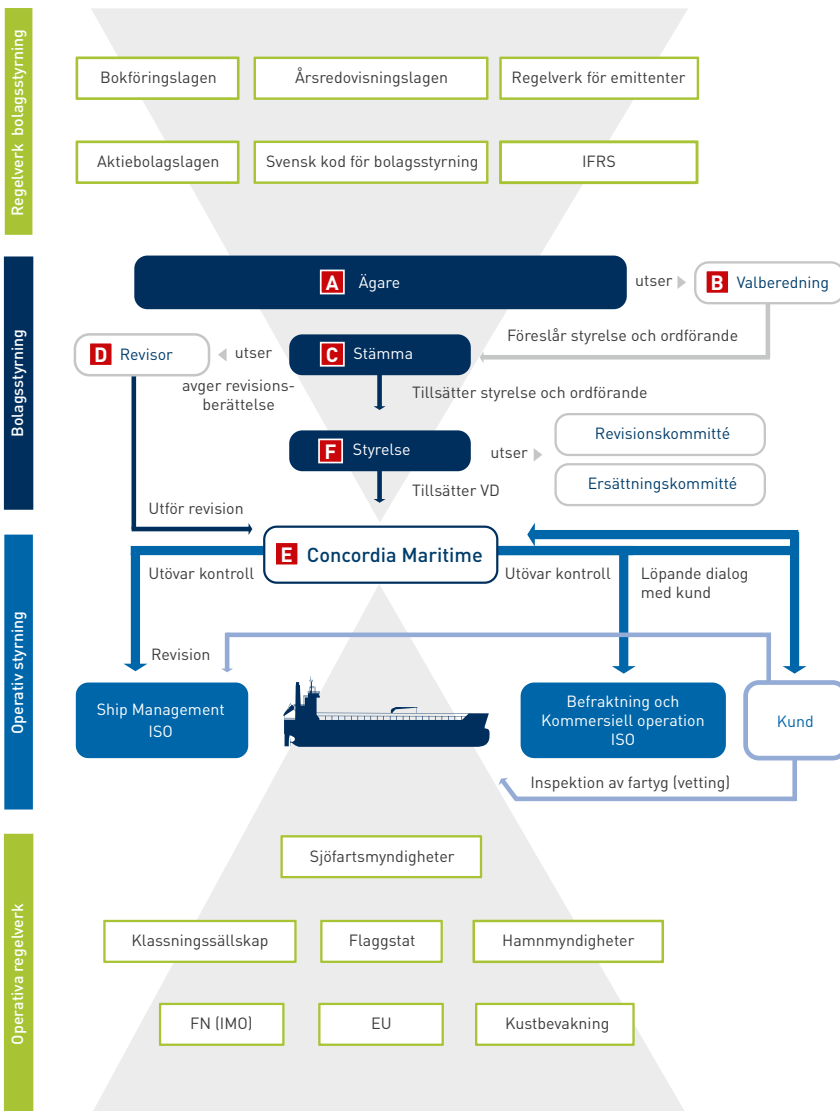 Regelverk bolagsstyrning
Bokföringslagen
Årsredovisningslagen
Regelverk för emittenter
Aktiebolagslagen
Svensk kod för bolagsstyrning
IFRS
Bolagsstyrning
A Ägare
utser
B Valberedning
Föreslår styrelse och ordförande
D Revisor
utser
C Stämma
avger revisions-
berättelse
Tillsätter styrelse och ordförande
F Styrelse
utser
Revisionskommitté
Ersättningskommitté
Tillsätter VD
Utför revision
Operativ styrning
E Concordia Maritime
Utövar kontroll
Utövar kontroll
Löpande dialog
med kund
Revision
Ship Management
ISO
Befraktning och
Kommersiell operation
ISO
Kund
Inspektion av fartyg (vetting)
Operativa regelverk
Sjöfartsmyndigheter
Klassningssällskap
Flaggstat
Hamnmyndigheter
FN (IMO)
EU
Kustbevakning